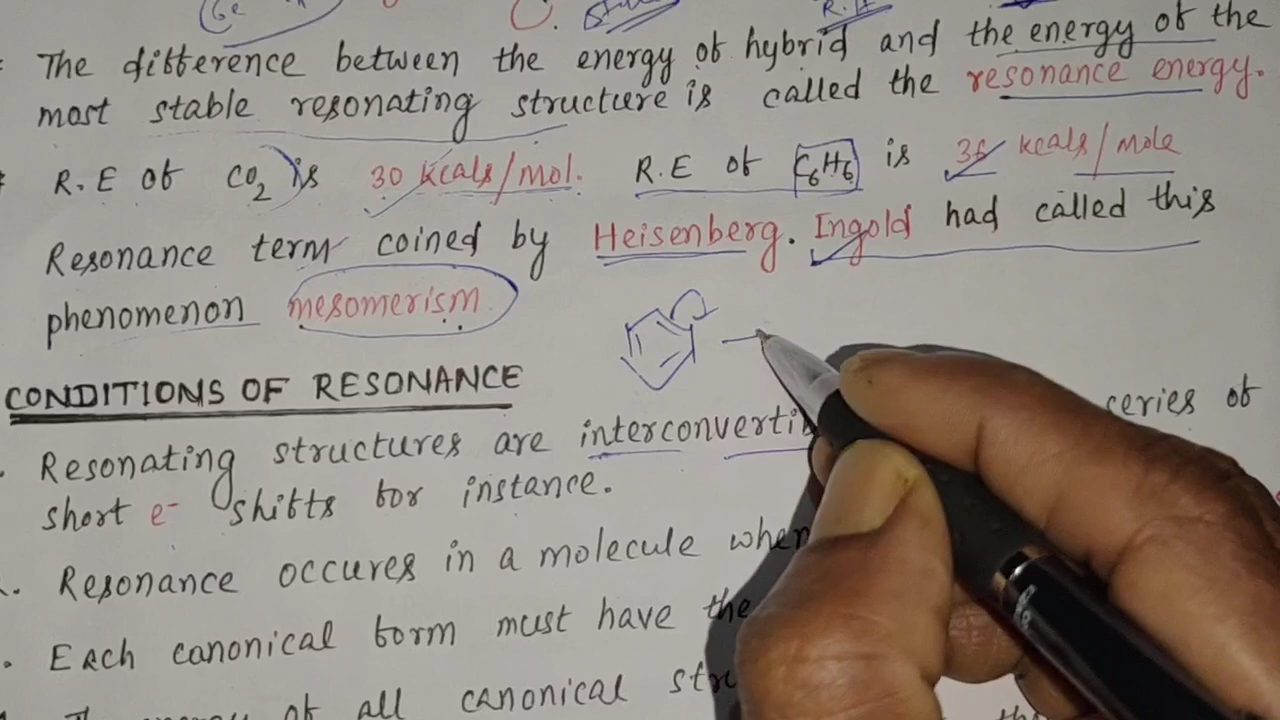 The difference between the energy of hybrid and the energy of the
most stable resonating structure is called the resonance energy.
R.E of CO2 is 30 Kcals/mol. R.E of C6H6 is 36 kcals/mole
Resonance term coined by Heisenberg. Ingold had called this
phenomenon mesomerism
CONDITIONS OF RESONANCE
Resonating structures are series of
short e- shifts for instance.
Resonance occures in a molecule when
Each canonical form must have the
of all canonical